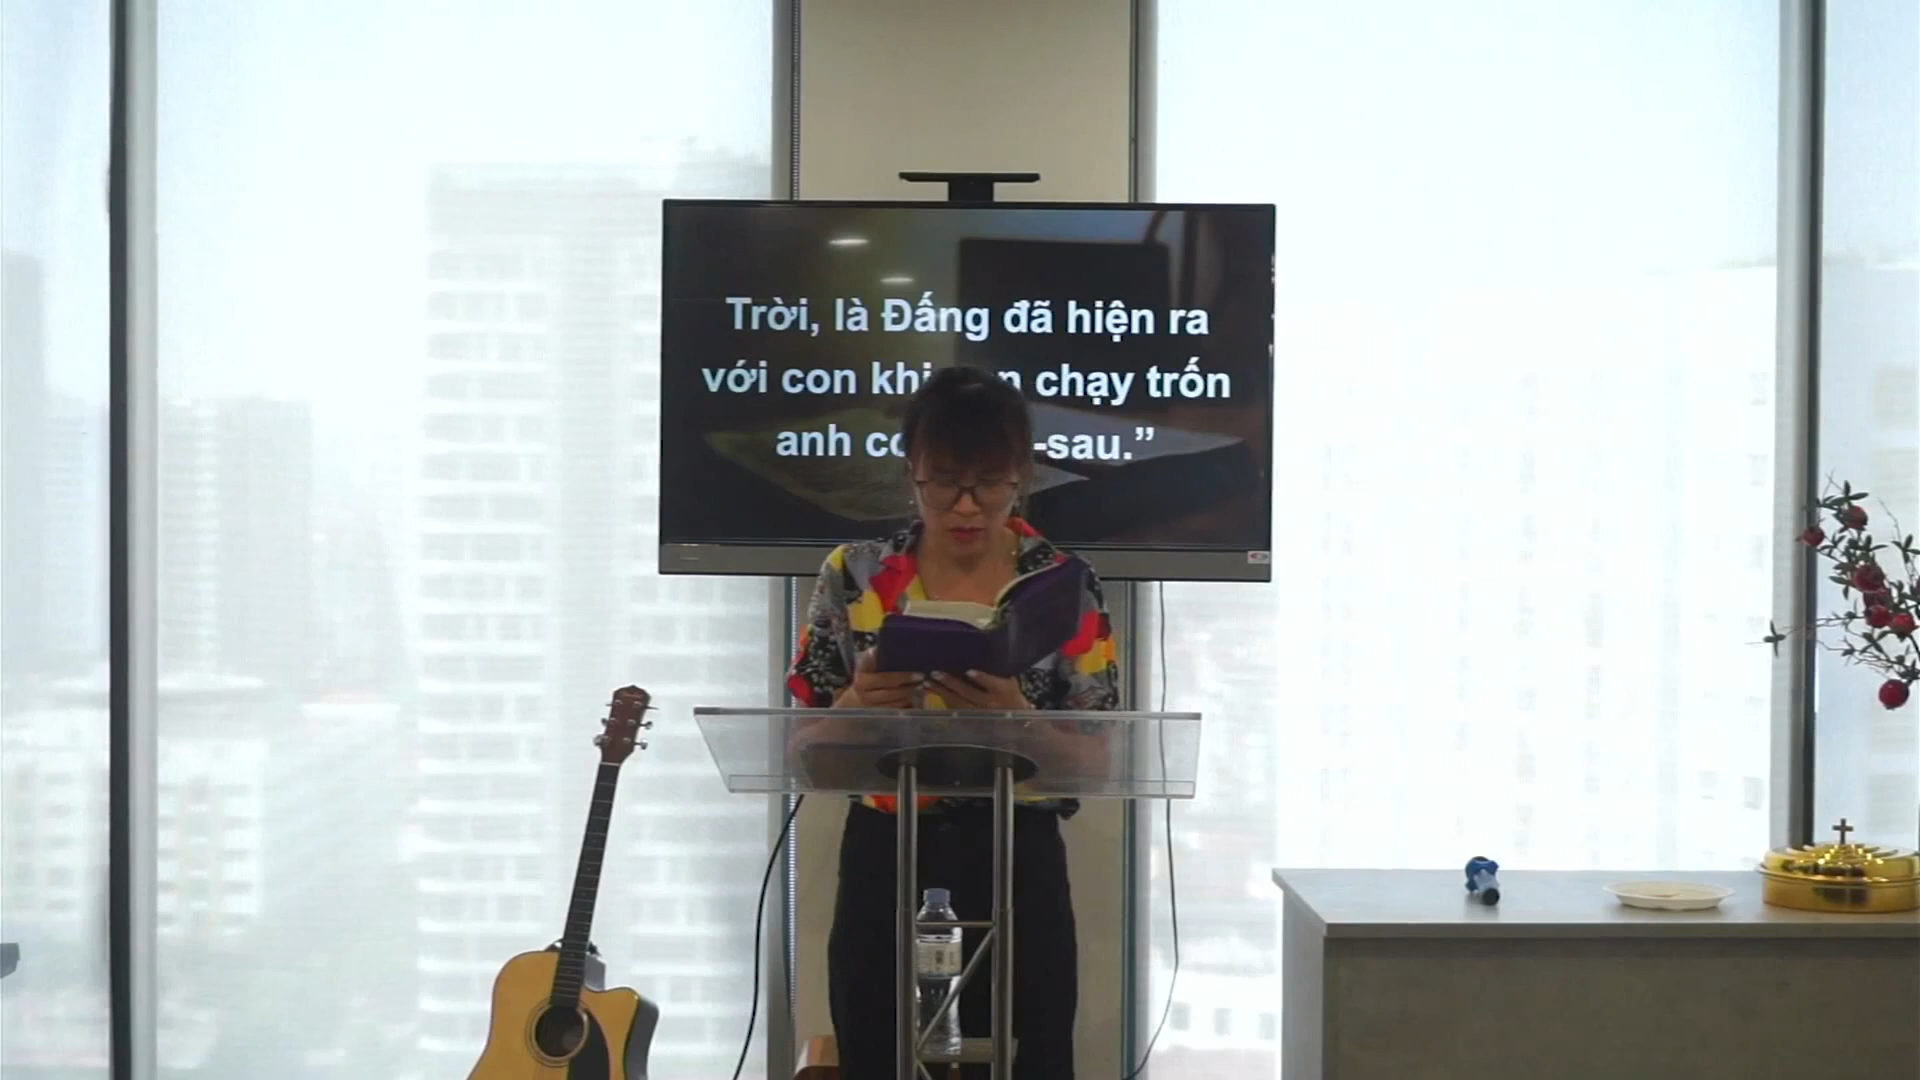 Trời, là Đấng đã hiện ra
với con khi chạy trốn
anh -sau.”